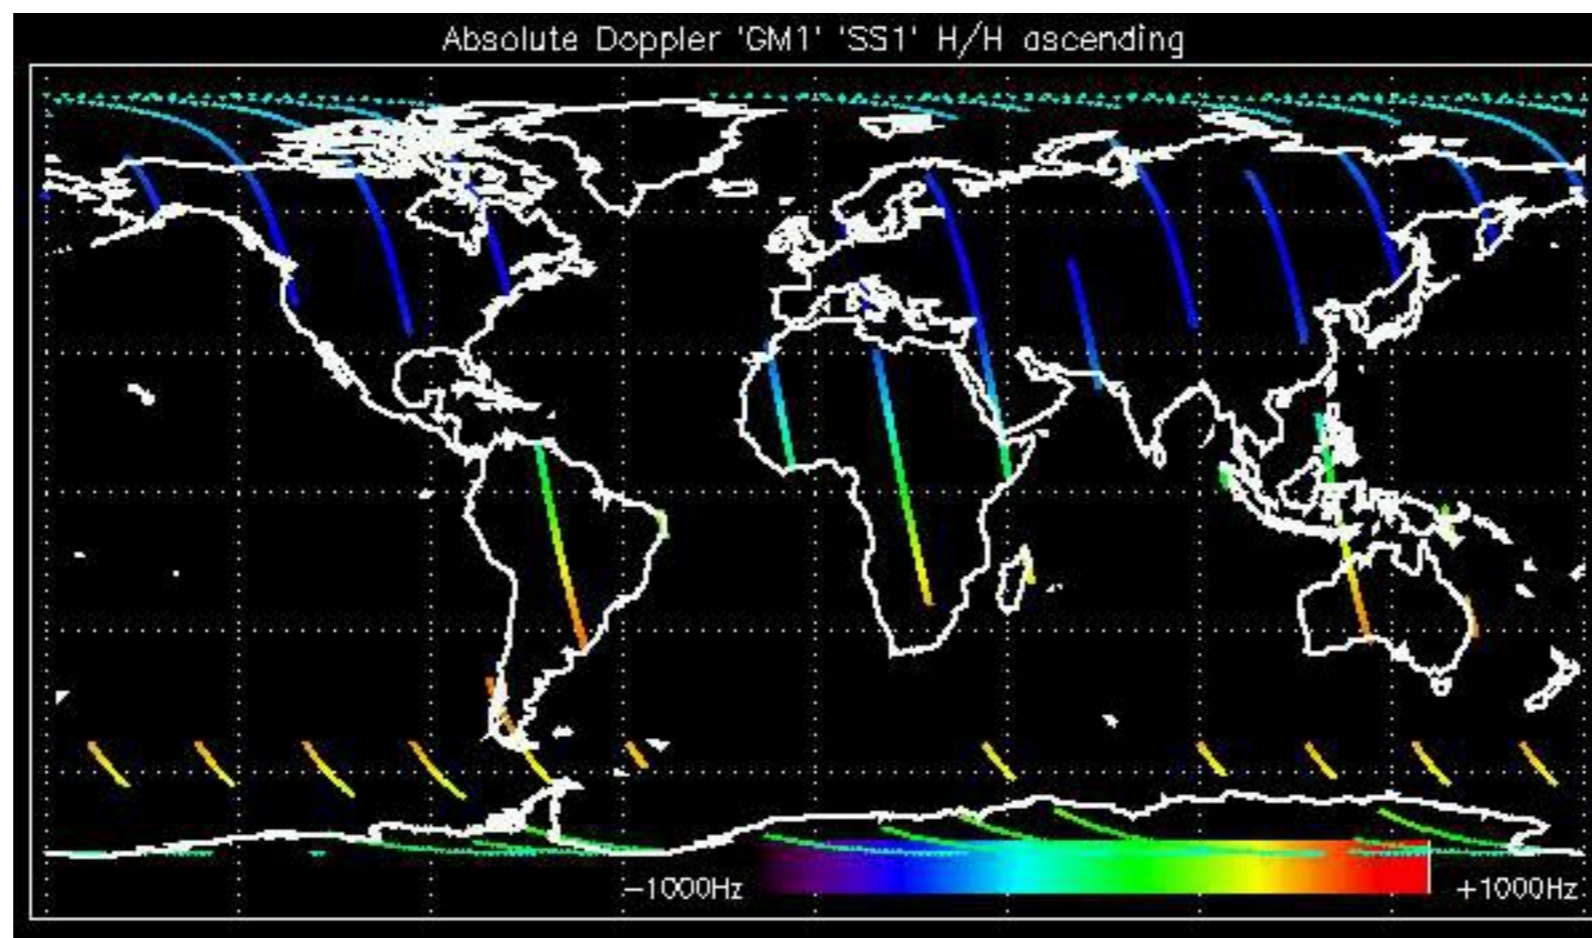 Absolute Doppler 'GM1' 'SS1' H/H ascending
-1000Hz
+1000Hz